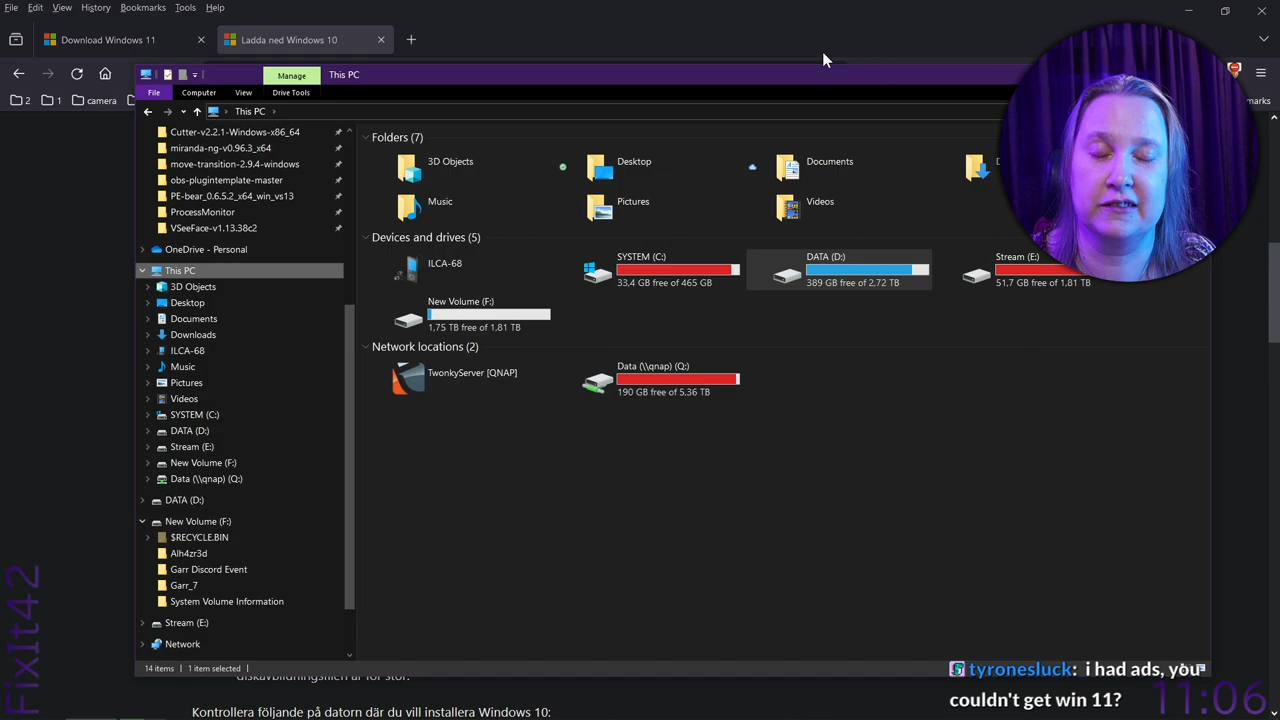 File Edit View History Bookmarks Tools Help
Download Windows 11
Ladda ned Windows 10
Manage This PC
File Computer View Drive Tools
2 1 camera
This PC
Cutter-v2.2.1-Windows-x86_64
miranda-ng-v0.96.3_x64
move-transition-2.9.4-windows
obs-plugintemplate-master
PE-bear_0.6.5.2_x64_win_vs13
ProcessMonitor
VSeeFace-v1.13.38c2
OneDrive - Personal
This PC
3D Objects
Desktop
Documents
Downloads
ILCA-68
Music
Pictures
Videos
SYSTEM (C:)
DATA (D:)
Stream (E:)
New Volume (F:)
Data (\\qnap) (Q:)
DATA (D:)
New Volume (F:)
$RECYCLE.BIN
Alh4zr3d
Garr Discord Event
Garr_7
System Volume Information
Stream (E:)
Network
Folders (7)
3D Objects
Desktop
Documents
Music
Pictures
Videos
Devices and drives (5)
ILCA-68
SYSTEM (C:)
33,4 GB free of 465 GB
DATA (D:)
389 GB free of 2,72 TB
Stream (E:)
51,7 GB free of 1,81 TB
New Volume (F:)
1,75 TB free of 1,81 TB
Network locations (2)
TwonkyServer [QNAP]
Data (\\qnap) (Q:)
190 GB free of 5,36 TB
14 items 1 item selected
Kontrollera följande på datorn där du vill installera Windows 10:
tyronesluck: i had ads, you
couldn't get win 11?
11:06
FixIt42